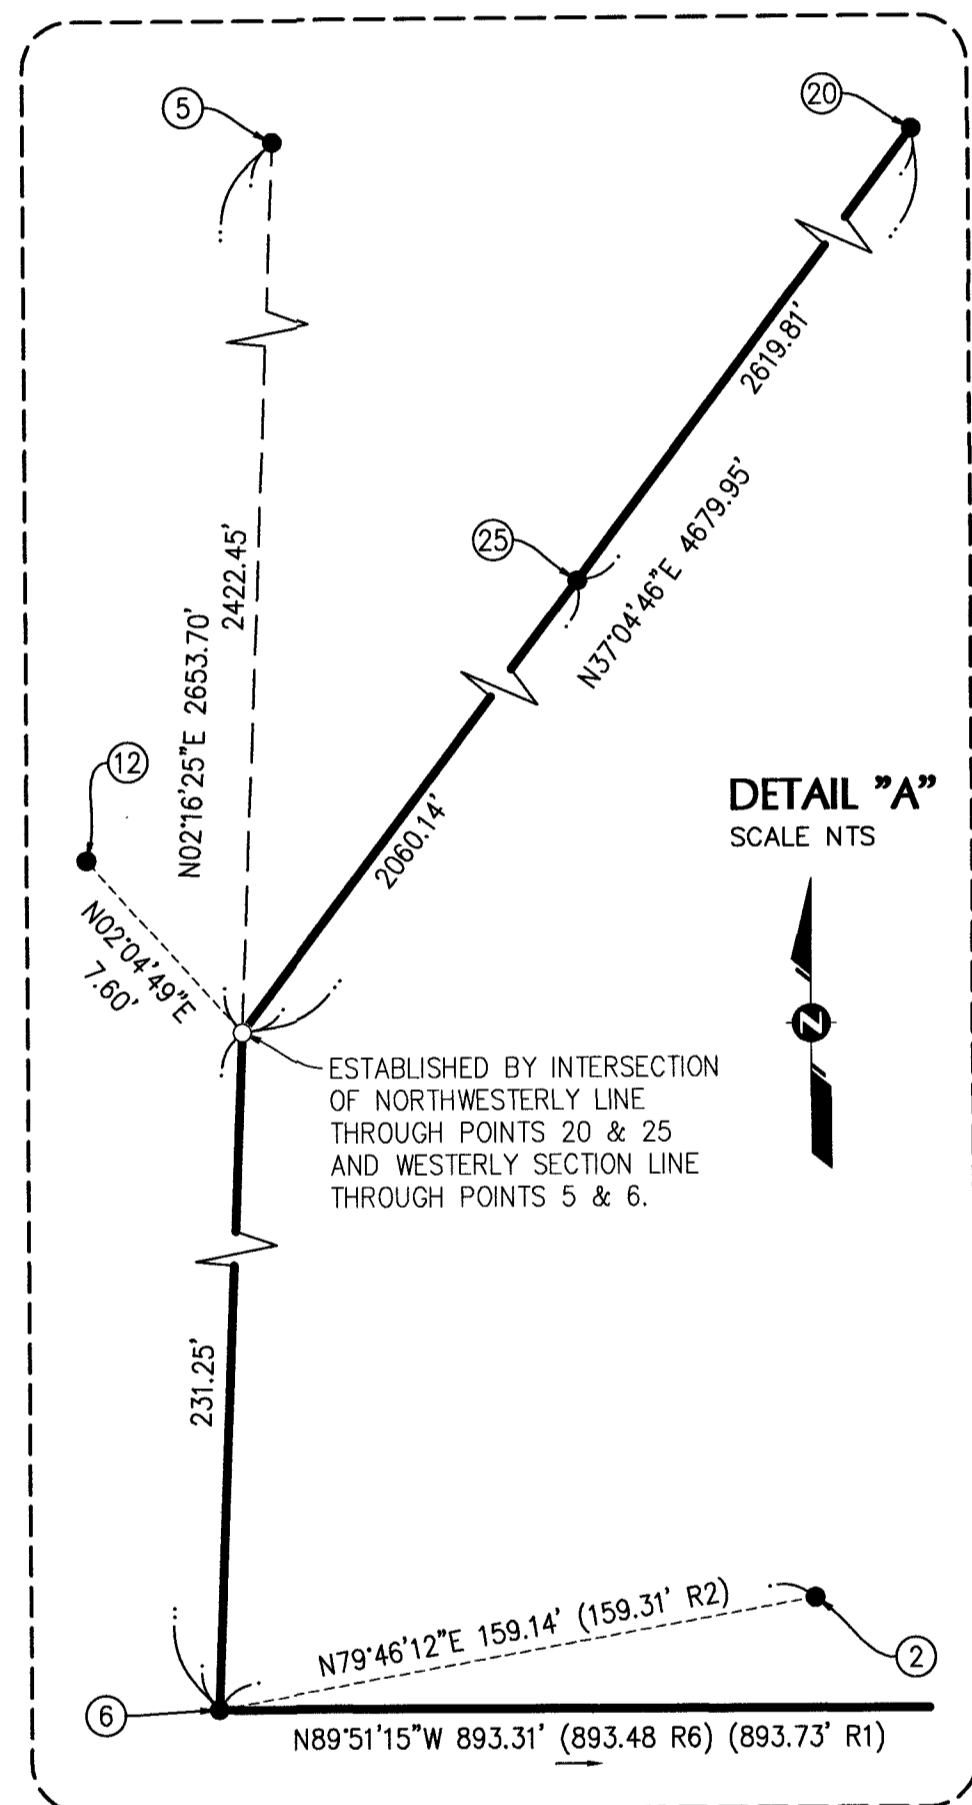 5
20
2619.81'
2422.45'
25
N37°04'46"E 4679.95'
N02°16'25"E 2653.70'
12
DETAIL "A"
SCALE NTS
2060.14'
N02°04'49"E
7.60'
N
ESTABLISHED BY INTERSECTION
OF NORTHWESTERLY LINE
THROUGH POINTS 20 & 25
AND WESTERLY SECTION LINE
THROUGH POINTS 5 & 6.
231.25'
N79°46'12"E 159.14' (159.31' R2)
2
6
N89°51'15"W 893.31' (893.48 R6) (893.73' R1)